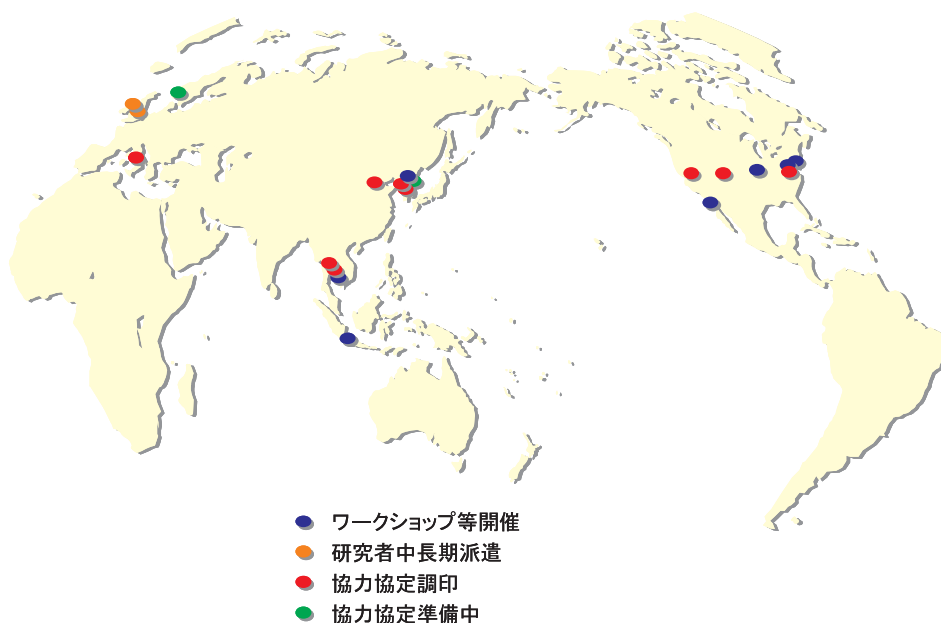 ワークショップ等開催
研究者中長期派遣
協力協定調印
協力協定準備中